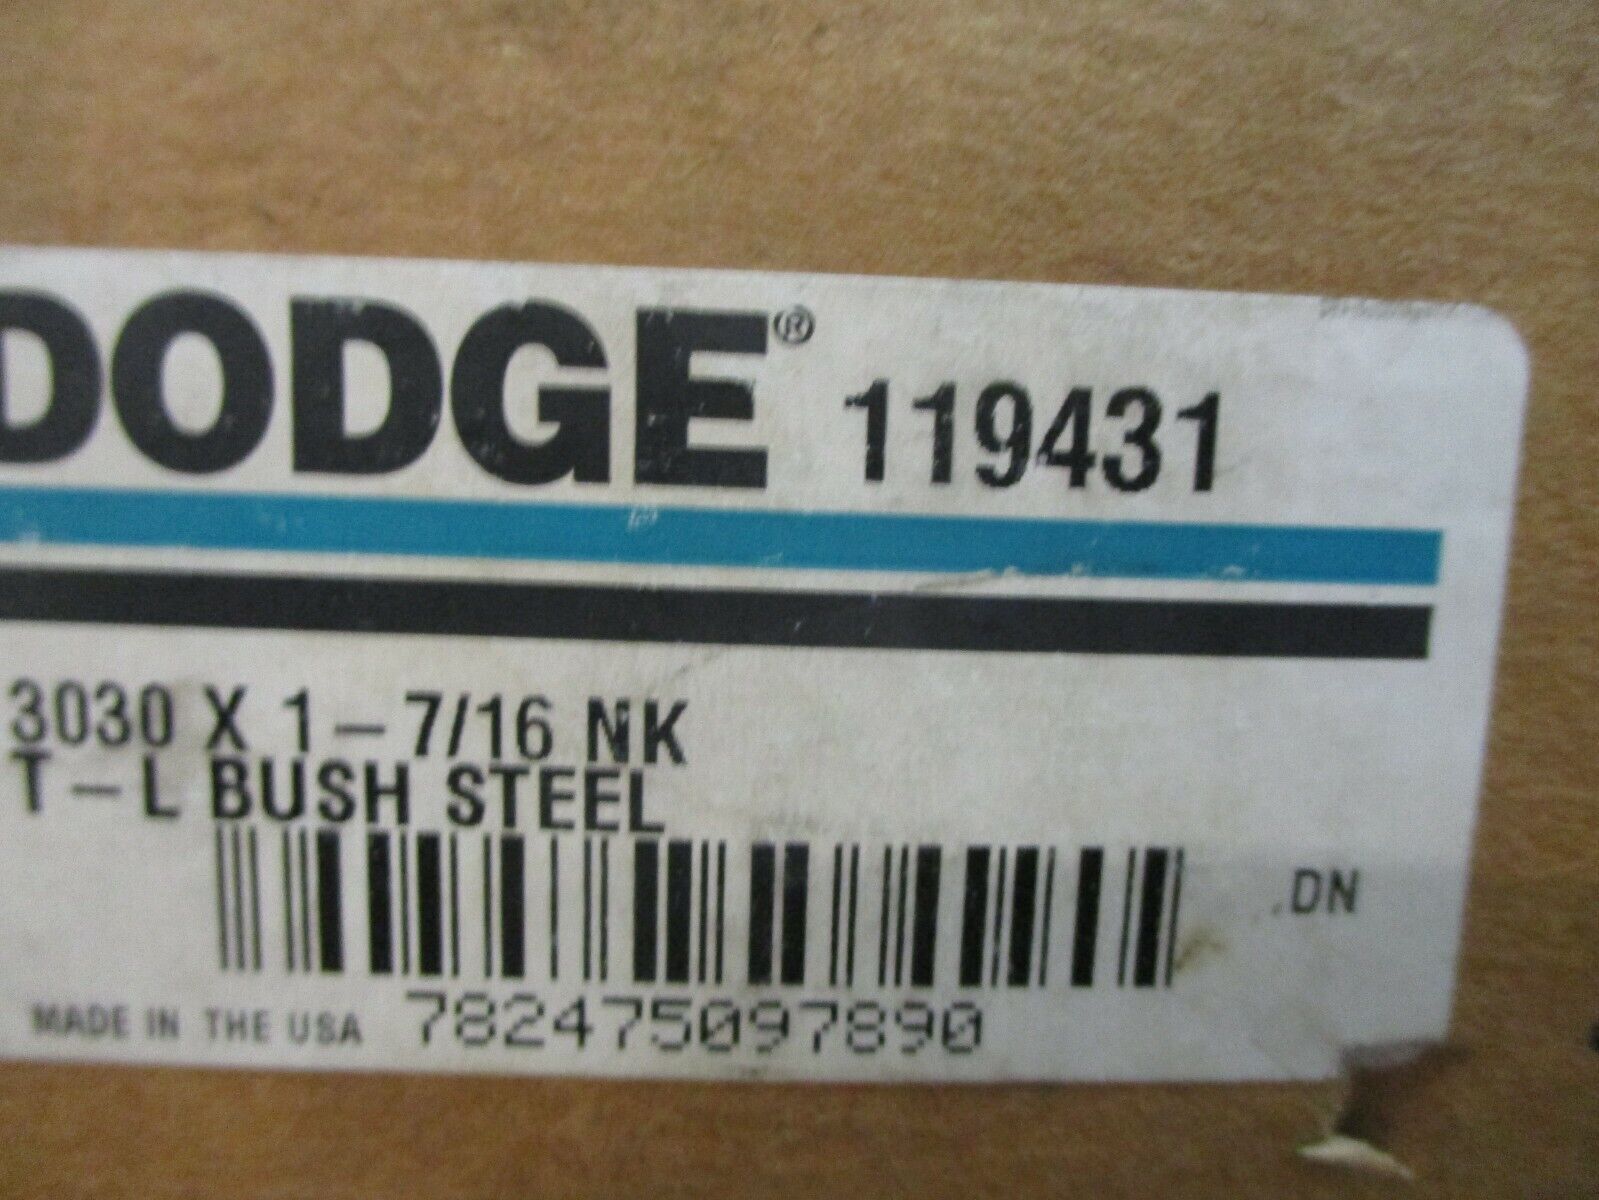 DODGE® 119431
3030 X 1-7/16 NK
T-L BUSH STEEL
.DN
MADE IN THE USA 782475097890